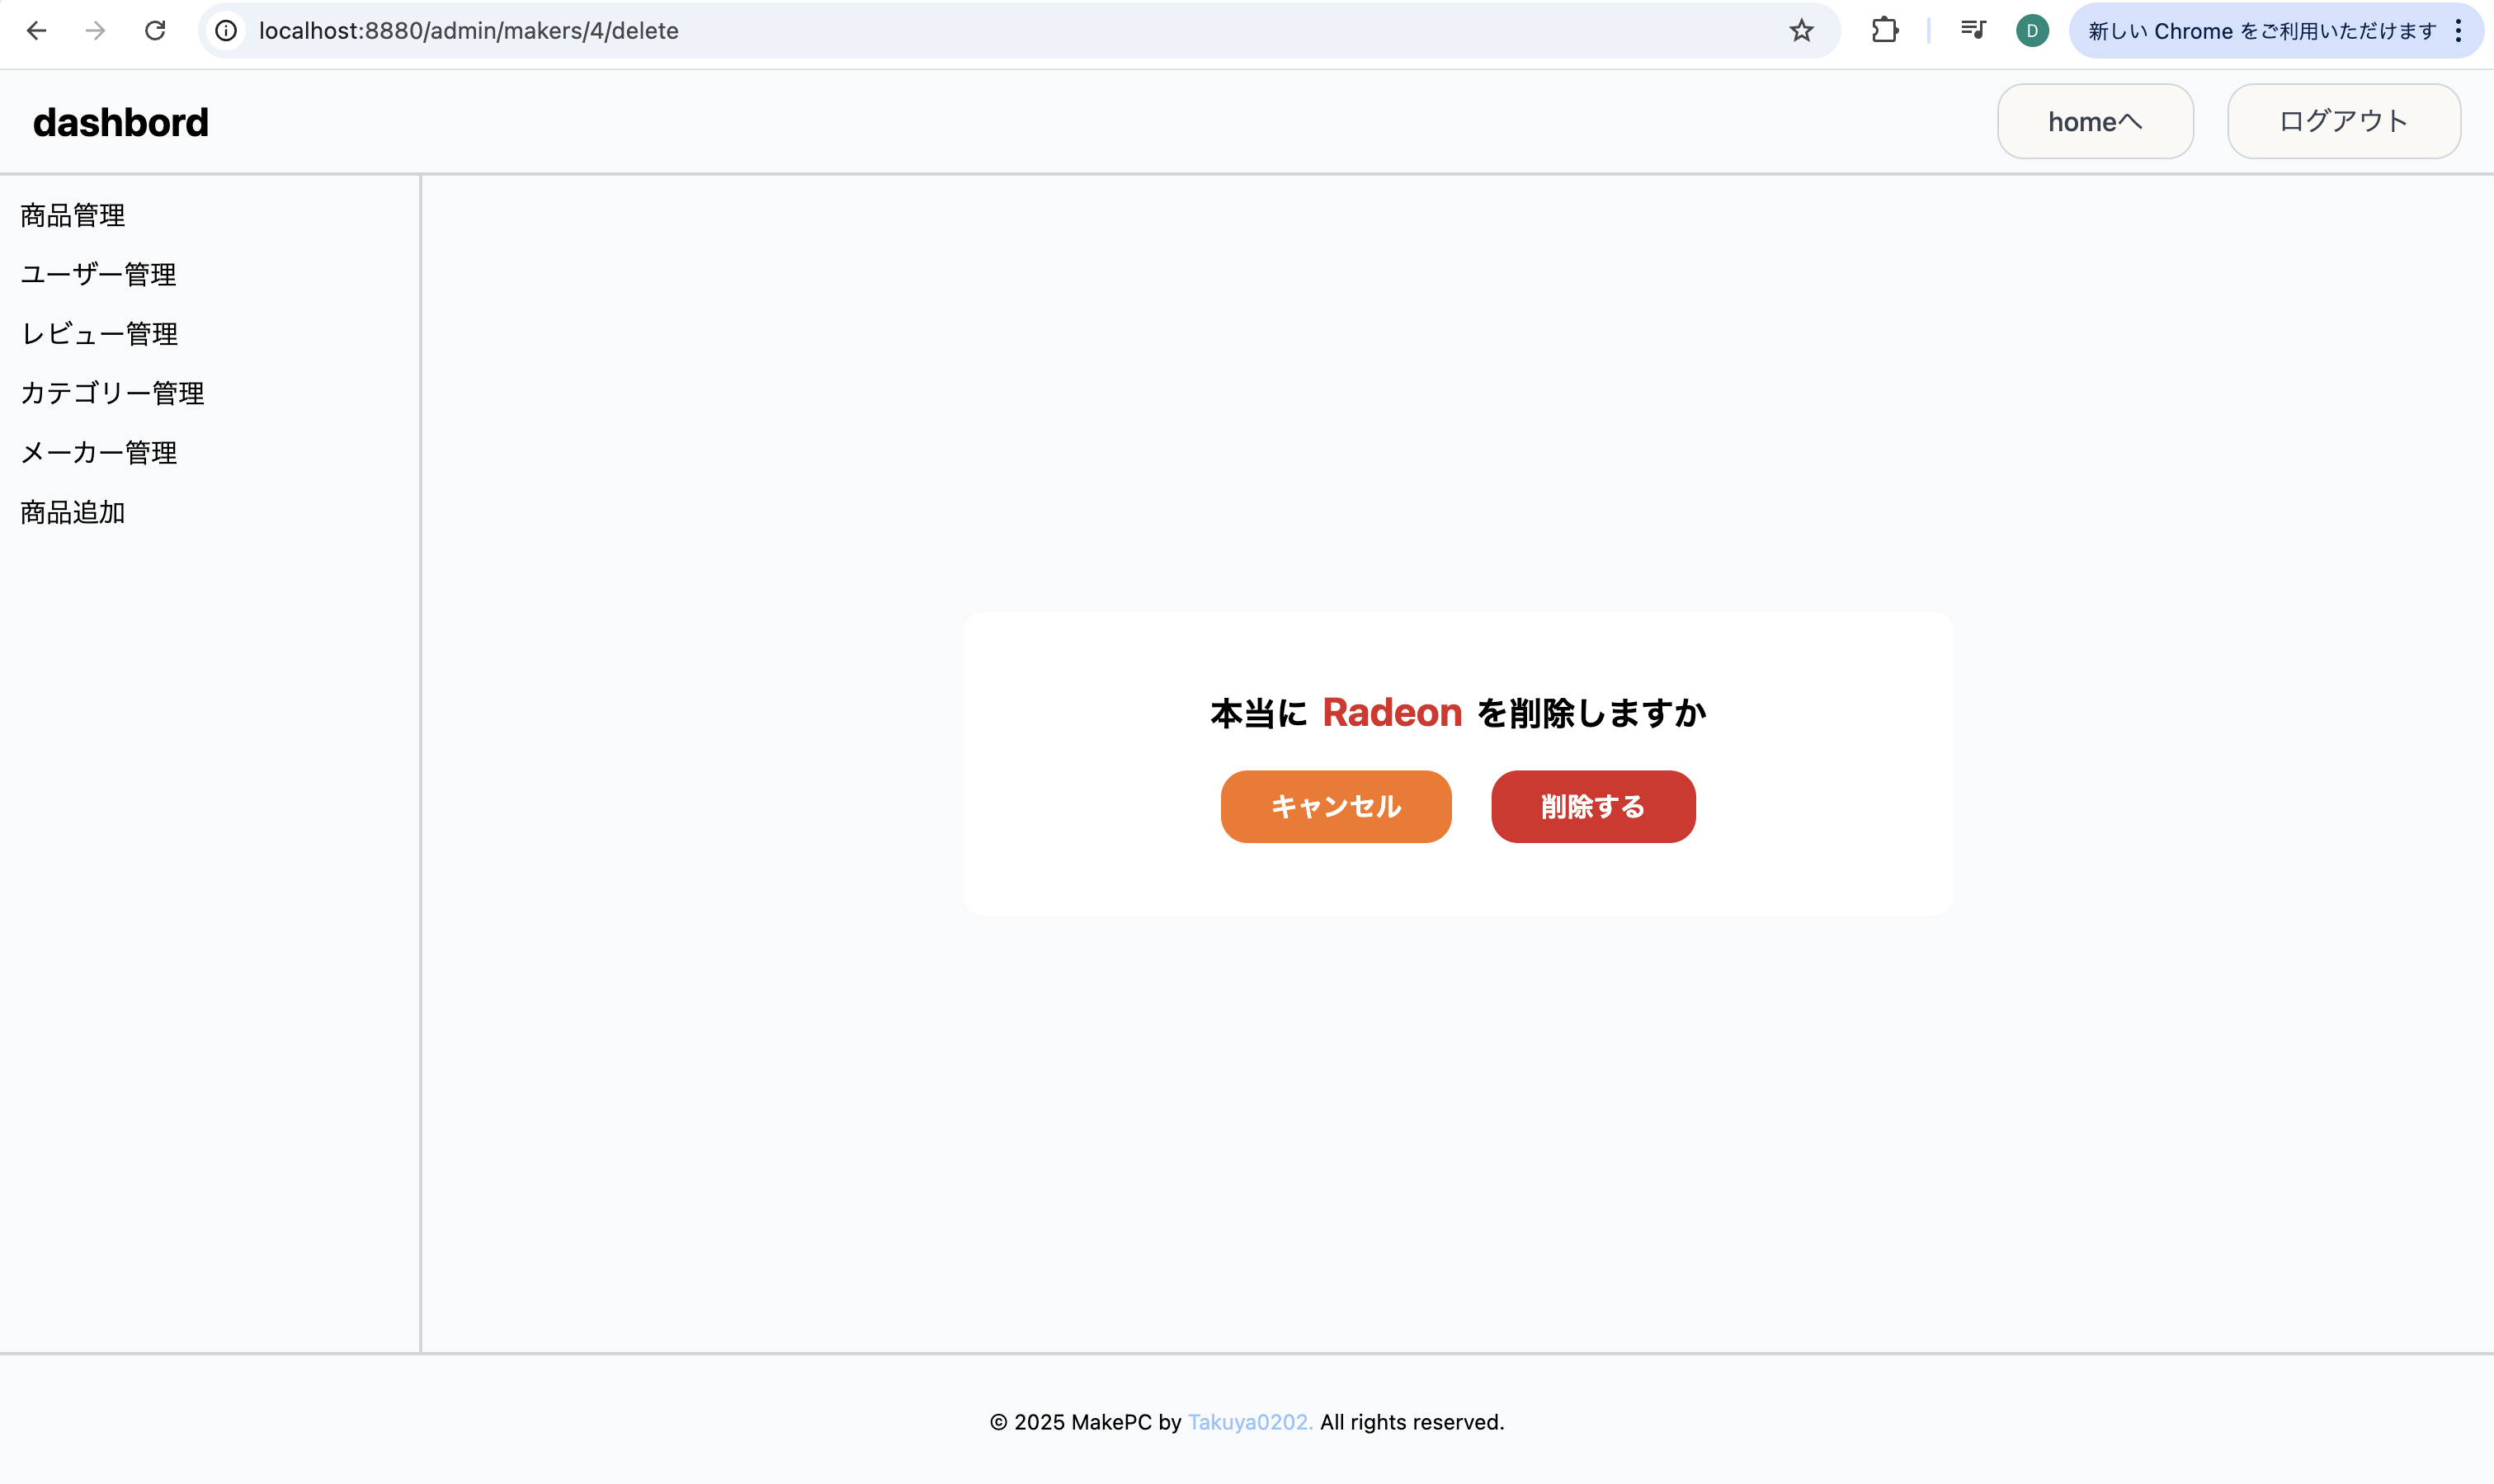 localhost:8880/admin/makers/4/delete
D
新しい Chrome をご利用いただけます
dashbord
homeへ
ログアウト
商品管理
ユーザー管理
レビュー管理
カテゴリー管理
メーカー管理
商品追加
本当に Radeon を削除しますか
キャンセル
削除する
© 2025 MakePC by Takuya0202. All rights reserved.